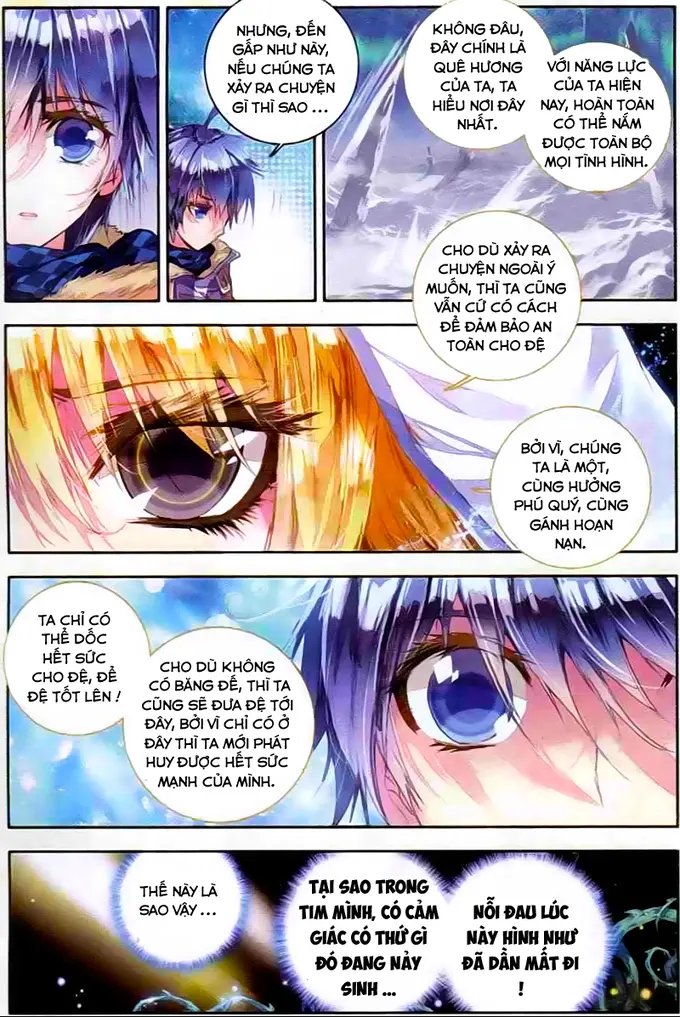 NHƯNG, ĐẾN
GẤP NHƯ NÀY,
NẾU CHÚNG TA
XẢY RA CHUYỆN
GÌ THÌ SAO ...
KHÔNG ĐÂU,
ĐÂY CHÍNH LÀ
QUÊ HƯƠNG
CỦA TA, TA
HIỂU NƠI ĐÂY
NHẤT.
VỚI NĂNG LỰC
CỦA TA HIỆN
NAY, HOÀN TOÀN
CÓ THỂ NẮM
ĐƯỢC TOÀN BỘ
MỌI TÌNH HÌNH.
CHO DÙ XẢY RA
CHUYỆN NGOÀI Ý
MUỐN, THÌ TA CŨNG
VẪN CỨ CÓ CÁCH
ĐỂ ĐẢM BẢO AN
TOÀN CHO ĐỆ
BỞI VÌ, CHÚNG
TA LÀ MỘT,
CÙNG HƯỞNG
PHÚ QUÝ, CÙNG
GÁNH HOẠN
NẠN.
TA CHỈ CÓ
THỂ DỐC
HẾT SỨC
CHO ĐỆ, ĐỂ
ĐỆ TỐT LÊN !
CHO DÙ KHÔNG
CÓ BĂNG ĐẾ, THÌ TA
CŨNG SẼ ĐƯA ĐỆ TỚI
ĐÂY, BỞI VÌ CHỈ CÓ Ở
ĐÂY THÌ TA MỚI PHÁT
HUY ĐƯỢC HẾT SỨC
MẠNH CỦA MÌNH.
THẾ NÀY LÀ
SAO VẬY ...
TẠI SAO TRONG
TIM MÌNH, CÓ CẢM
GIÁC CÓ THỨ GÌ
ĐÓ ĐANG NẢY
SINH ...
NỖI ĐAU LÚC
NÀY HÌNH NHƯ
ĐÃ DẦN MẤT ĐI
!